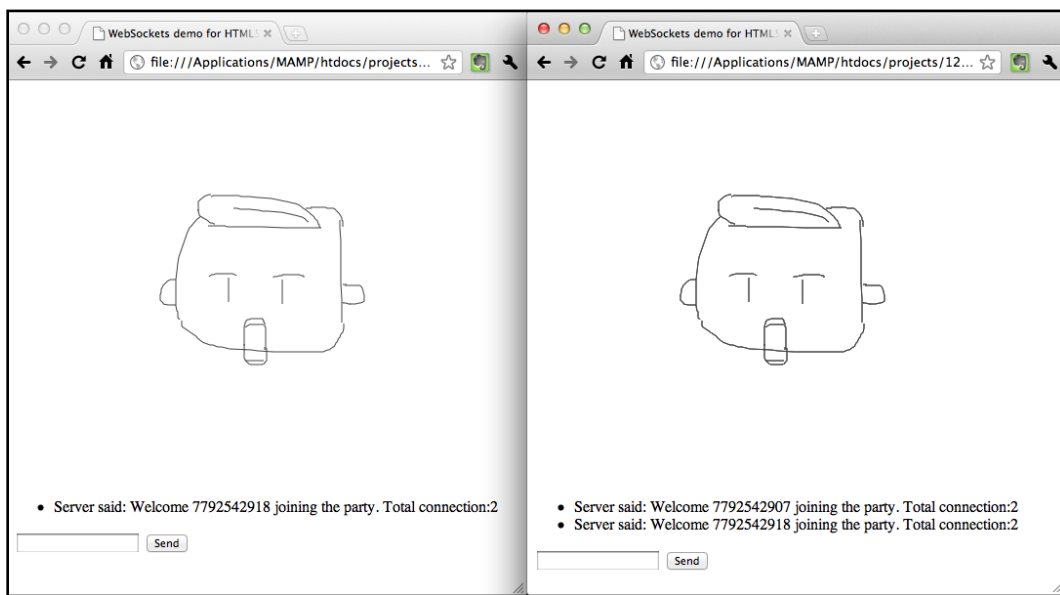 WebSockets demo for HTML5
file:///Applications/MAMP/htdocs/projects...
Server said: Welcome 7792542918 joining the party. Total connection:2
Send
WebSockets demo for HTML5
file:///Applications/MAMP/htdocs/projects/12...
Server said: Welcome 7792542907 joining the party. Total connection:2
Server said: Welcome 7792542918 joining the party. Total connection:2
Send